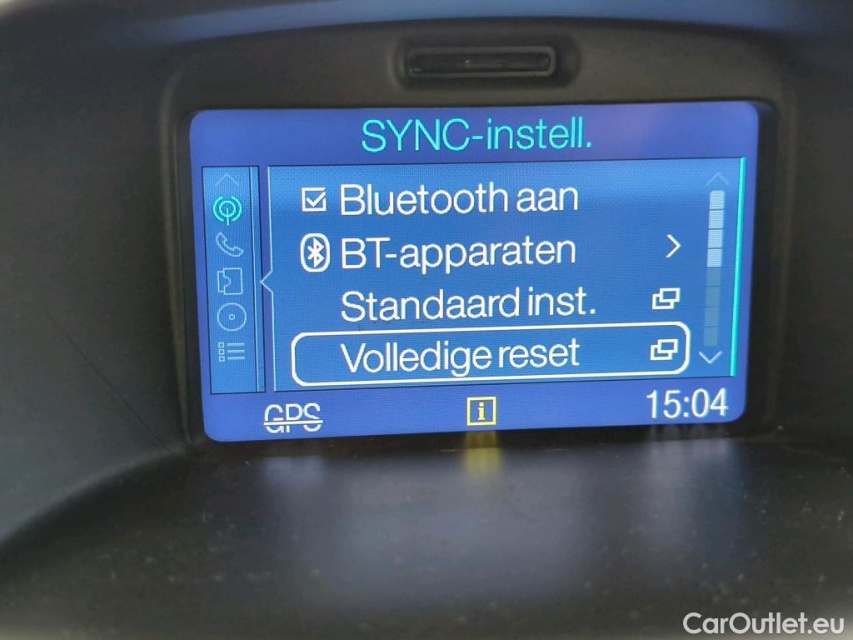 SYNC-instell.
Bluetooth aan
BT-apparaten
Standaard inst.
Volledige reset
GPS
i
15:04
CarOutlet.eu